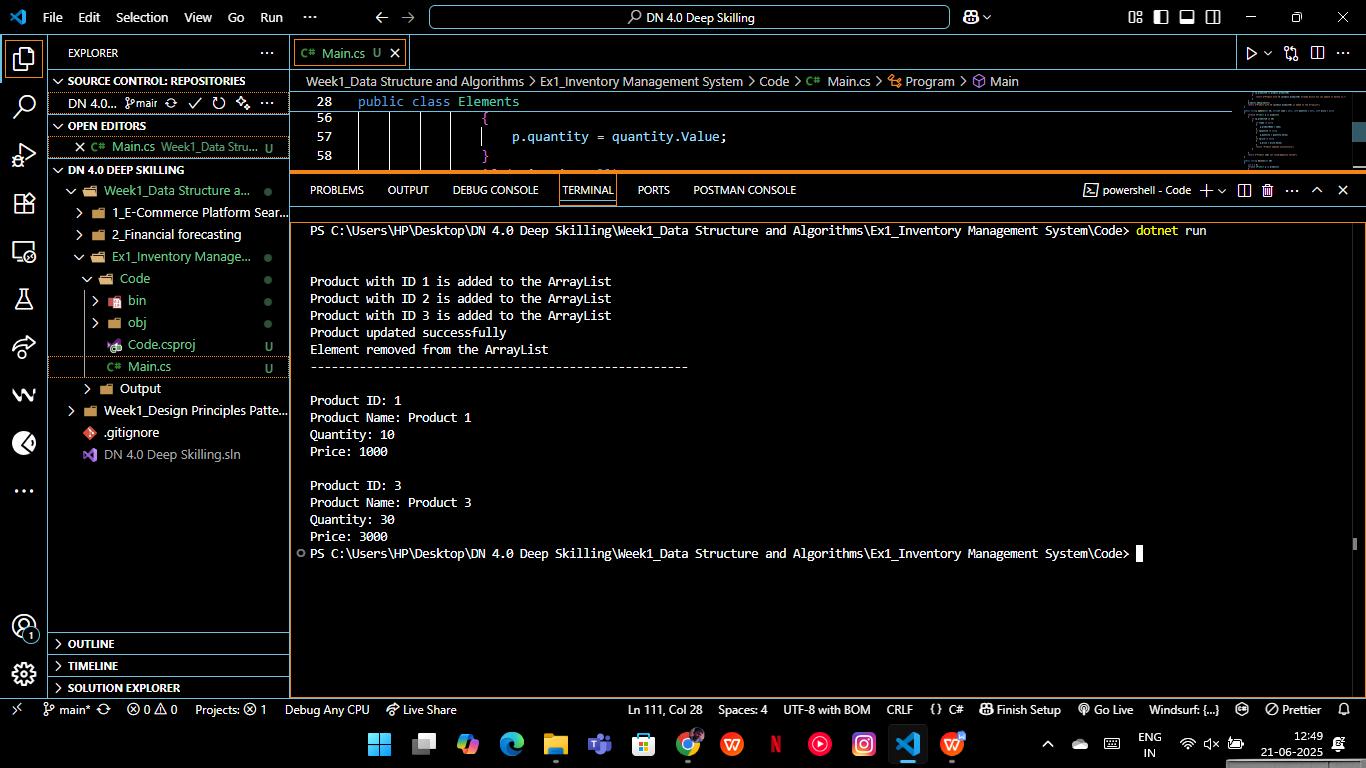 File Edit Selection View Go Run ··· DN 4.0 Deep Skilling
EXPLORER ···
SOURCE CONTROL: REPOSITORIES
DN 4.0... main ···
OPEN EDITORS
C# Main.cs Week1_Data Stru... U
DN 4.0 DEEP SKILLING
Week1_Data Structure a...
1_E-Commerce Platform Sear...
2_Financial forecasting
Ex1_Inventory Manage...
Code
bin
obj
Code.csproj U
C# Main.cs U
Output
Week1_Design Principles Patte...
.gitignore
DN 4.0 Deep Skilling.sln
OUTLINE
TIMELINE
SOLUTION EXPLORER
1
C# Main.cs U
Week1_Data Structure and Algorithms > Ex1_Inventory Management System > Code > C# Main.cs > Program > Main
28 public class Elements
56 {
57 p.quantity = quantity.Value;
58 }
PROBLEMS OUTPUT DEBUG CONSOLE TERMINAL PORTS POSTMAN CONSOLE powershell - Code ···
PS C:\Users\HP\Desktop\DN 4.0 Deep Skilling\Week1_Data Structure and Algorithms\Ex1_Inventory Management System\Code> dotnet run
Product with ID 1 is added to the ArrayList
Product with ID 2 is added to the ArrayList
Product with ID 3 is added to the ArrayList
Product updated successfully
Element removed from the ArrayList
------------------------------------------------------
Product ID: 1
Product Name: Product 1
Quantity: 10
Price: 1000
Product ID: 3
Product Name: Product 3
Quantity: 30
Price: 3000
PS C:\Users\HP\Desktop\DN 4.0 Deep Skilling\Week1_Data Structure and Algorithms\Ex1_Inventory Management System\Code>
main* 0 0 Projects: 1 Debug Any CPU Live Share Ln 111, Col 28 Spaces: 4 UTF-8 with BOM CRLF {} C# Finish Setup Go Live Windsurf: {...} Prettier
ENG
IN
12:49
21-06-2025